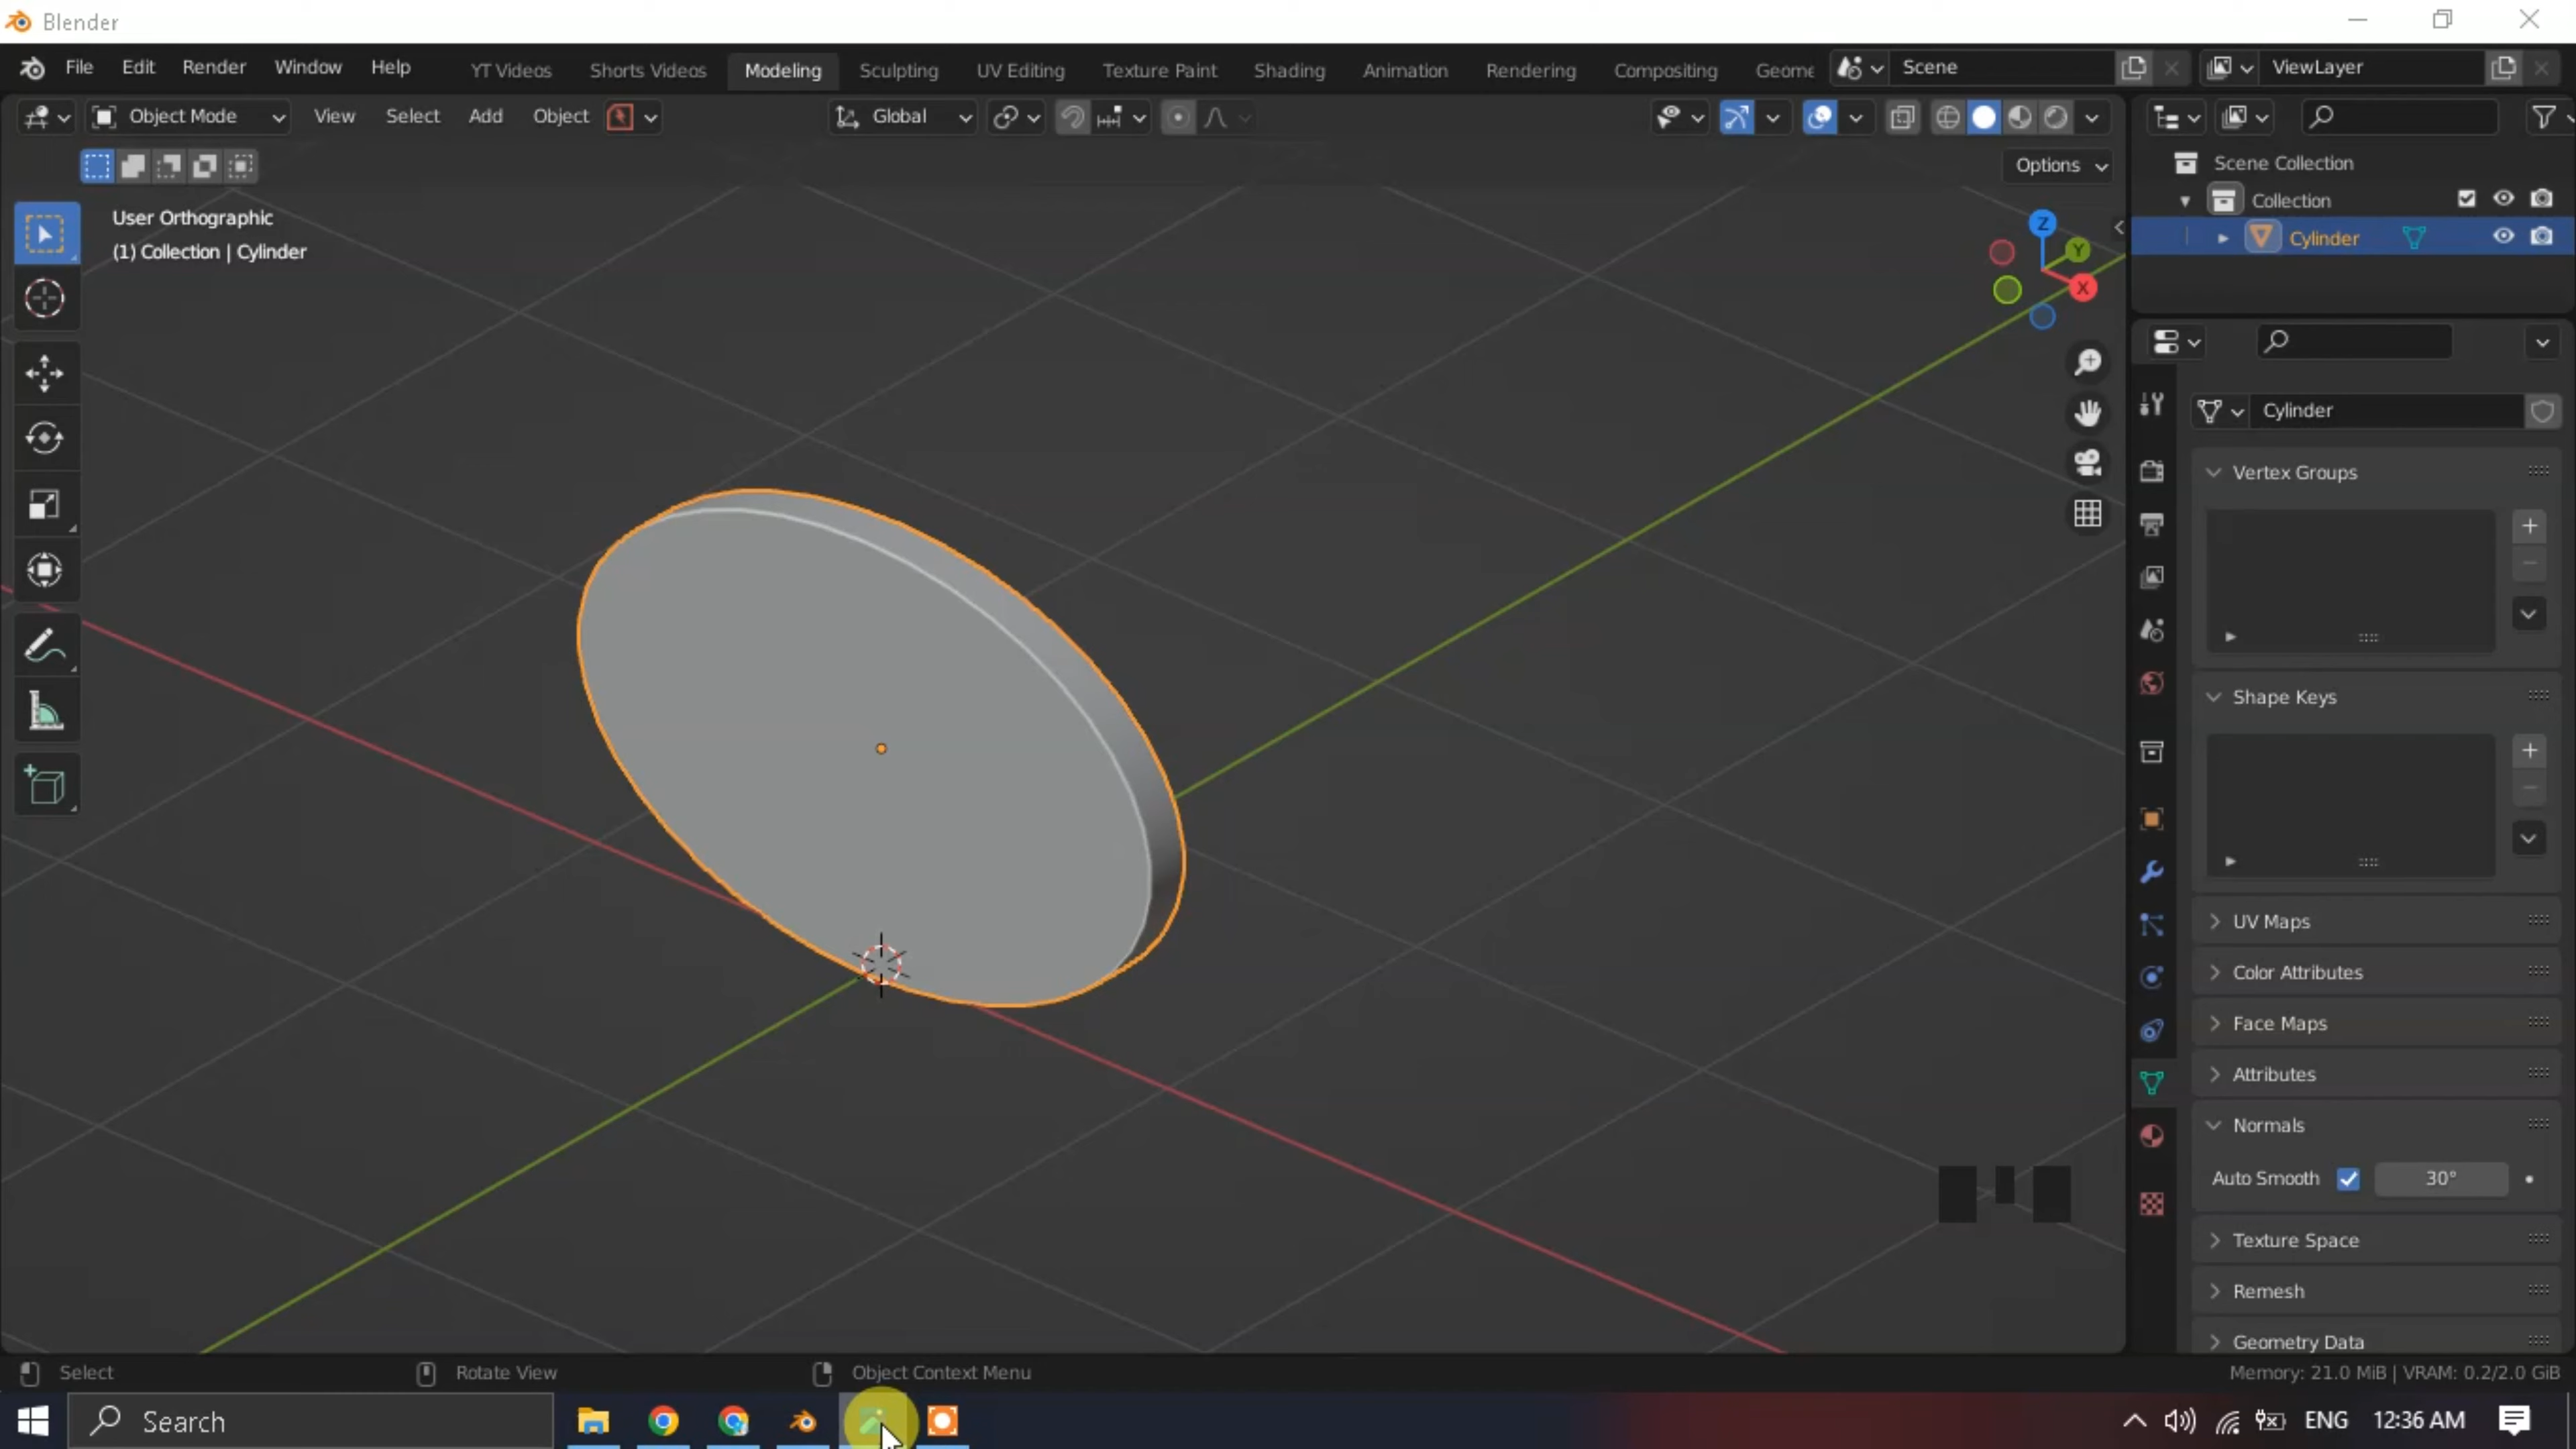 Blender
File Edit Render Window Help YT Videos Shorts Videos Modeling Sculpting UV Editing Texture Paint Shading Animation Rendering Compositing Geome Scene ViewLayer
Object Mode View Select Add Object Global
Options
User Orthographic
(1) Collection | Cylinder
Z
Y
X
Scene Collection
Collection
Cylinder
Cylinder
Vertex Groups
Shape Keys
UV Maps
Color Attributes
Face Maps
Attributes
Normals
Auto Smooth 30°
Texture Space
Remesh
Geometry Data
Select Rotate View Object Context Menu Memory: 21.0 MiB | VRAM: 0.2/2.0 GiB
Search ENG 12:36 AM